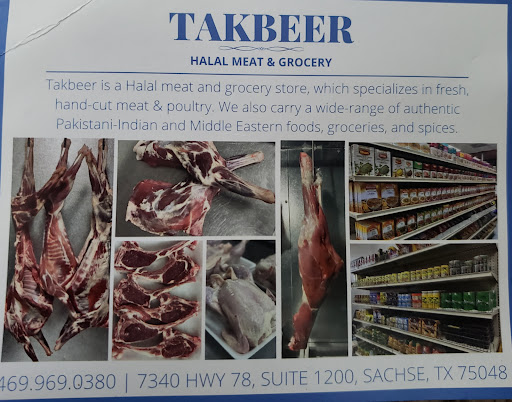 TAKBEER
HALAL MEAT & GROCERY
Takbeer is a Halal meat and grocery store, which specializes in fresh,
hand-cut meat & poultry. We also carry a wide-range of authentic
Pakistani-Indian and Middle Eastern foods, groceries, and spices.
469.969.0380 | 7340 HWY 78, SUITE 1200, SACHSE, TX 75048